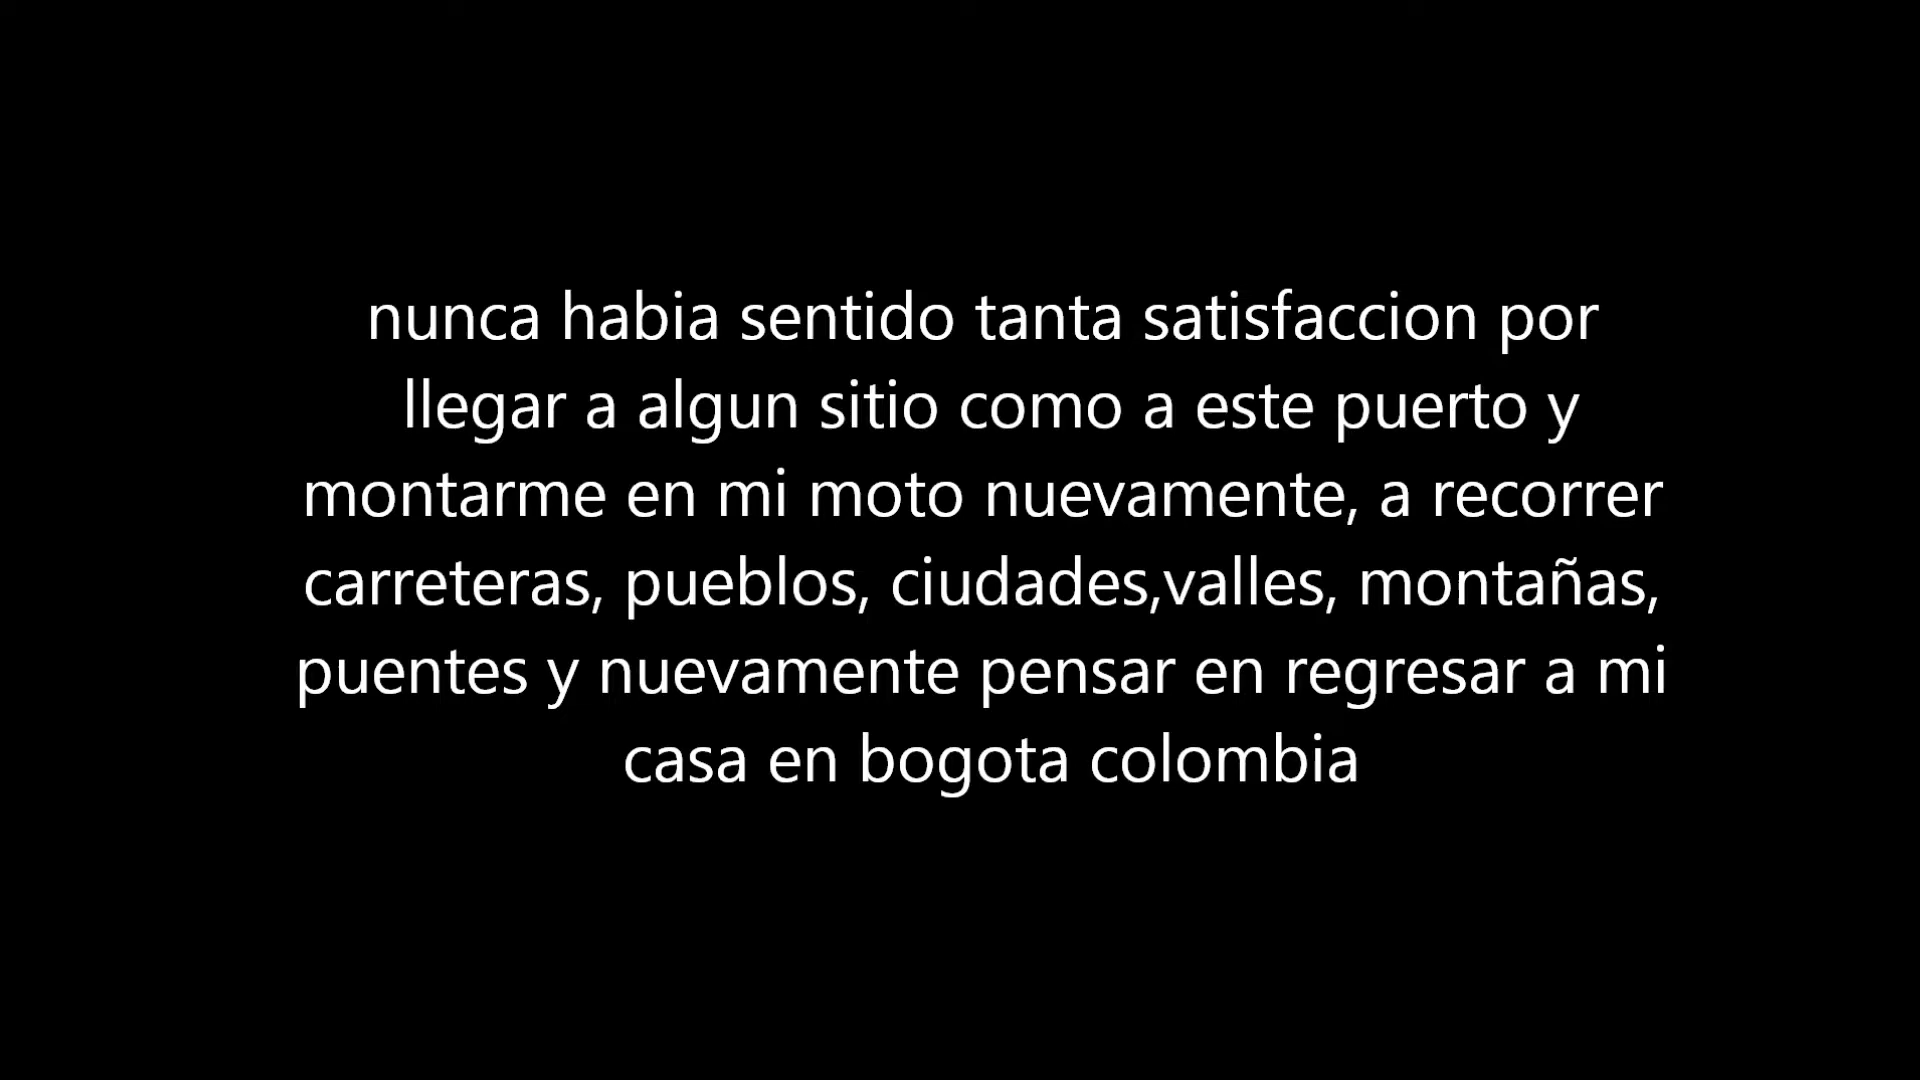 nunca habia sentido tanta satisfaccion por
llegar a algun sitio como a este puerto y
montarme en mi moto nuevamente, a recorrer
carreteras, pueblos, ciudades,valles, montañas,
puentes y nuevamente pensar en regresar a mi
casa en bogota colombia